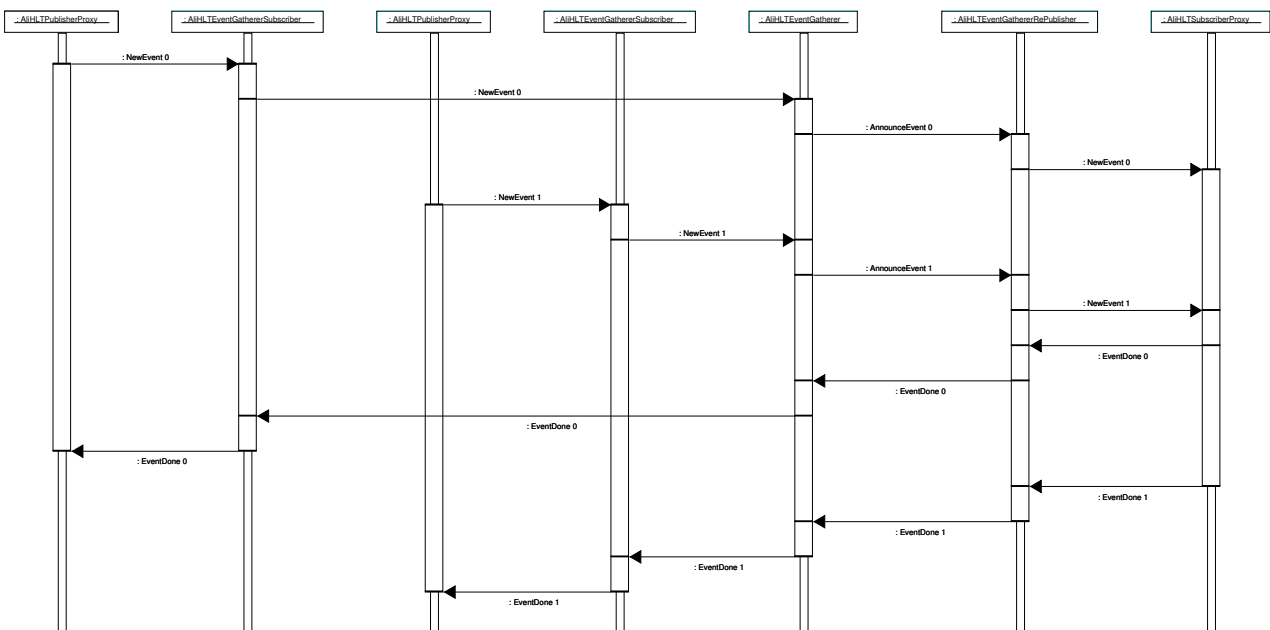 : AliHLTPublisherProxy
: AliHLTEventGathererSubscriber
: AliHLTPublisherProxy
: AliHLTEventGathererSubscriber
: AliHLTEventGatherer
: AliHLTEventGathererRePublisher
: AliHLTSubscriberProxy
: NewEvent 0
: NewEvent 0
: AnnounceEvent 0
: NewEvent 0
: NewEvent 1
: NewEvent 1
: AnnounceEvent 1
: NewEvent 1
: EventDone 0
: EventDone 0
: EventDone 0
: EventDone 0
: EventDone 1
: EventDone 1
: EventDone 1
: EventDone 1